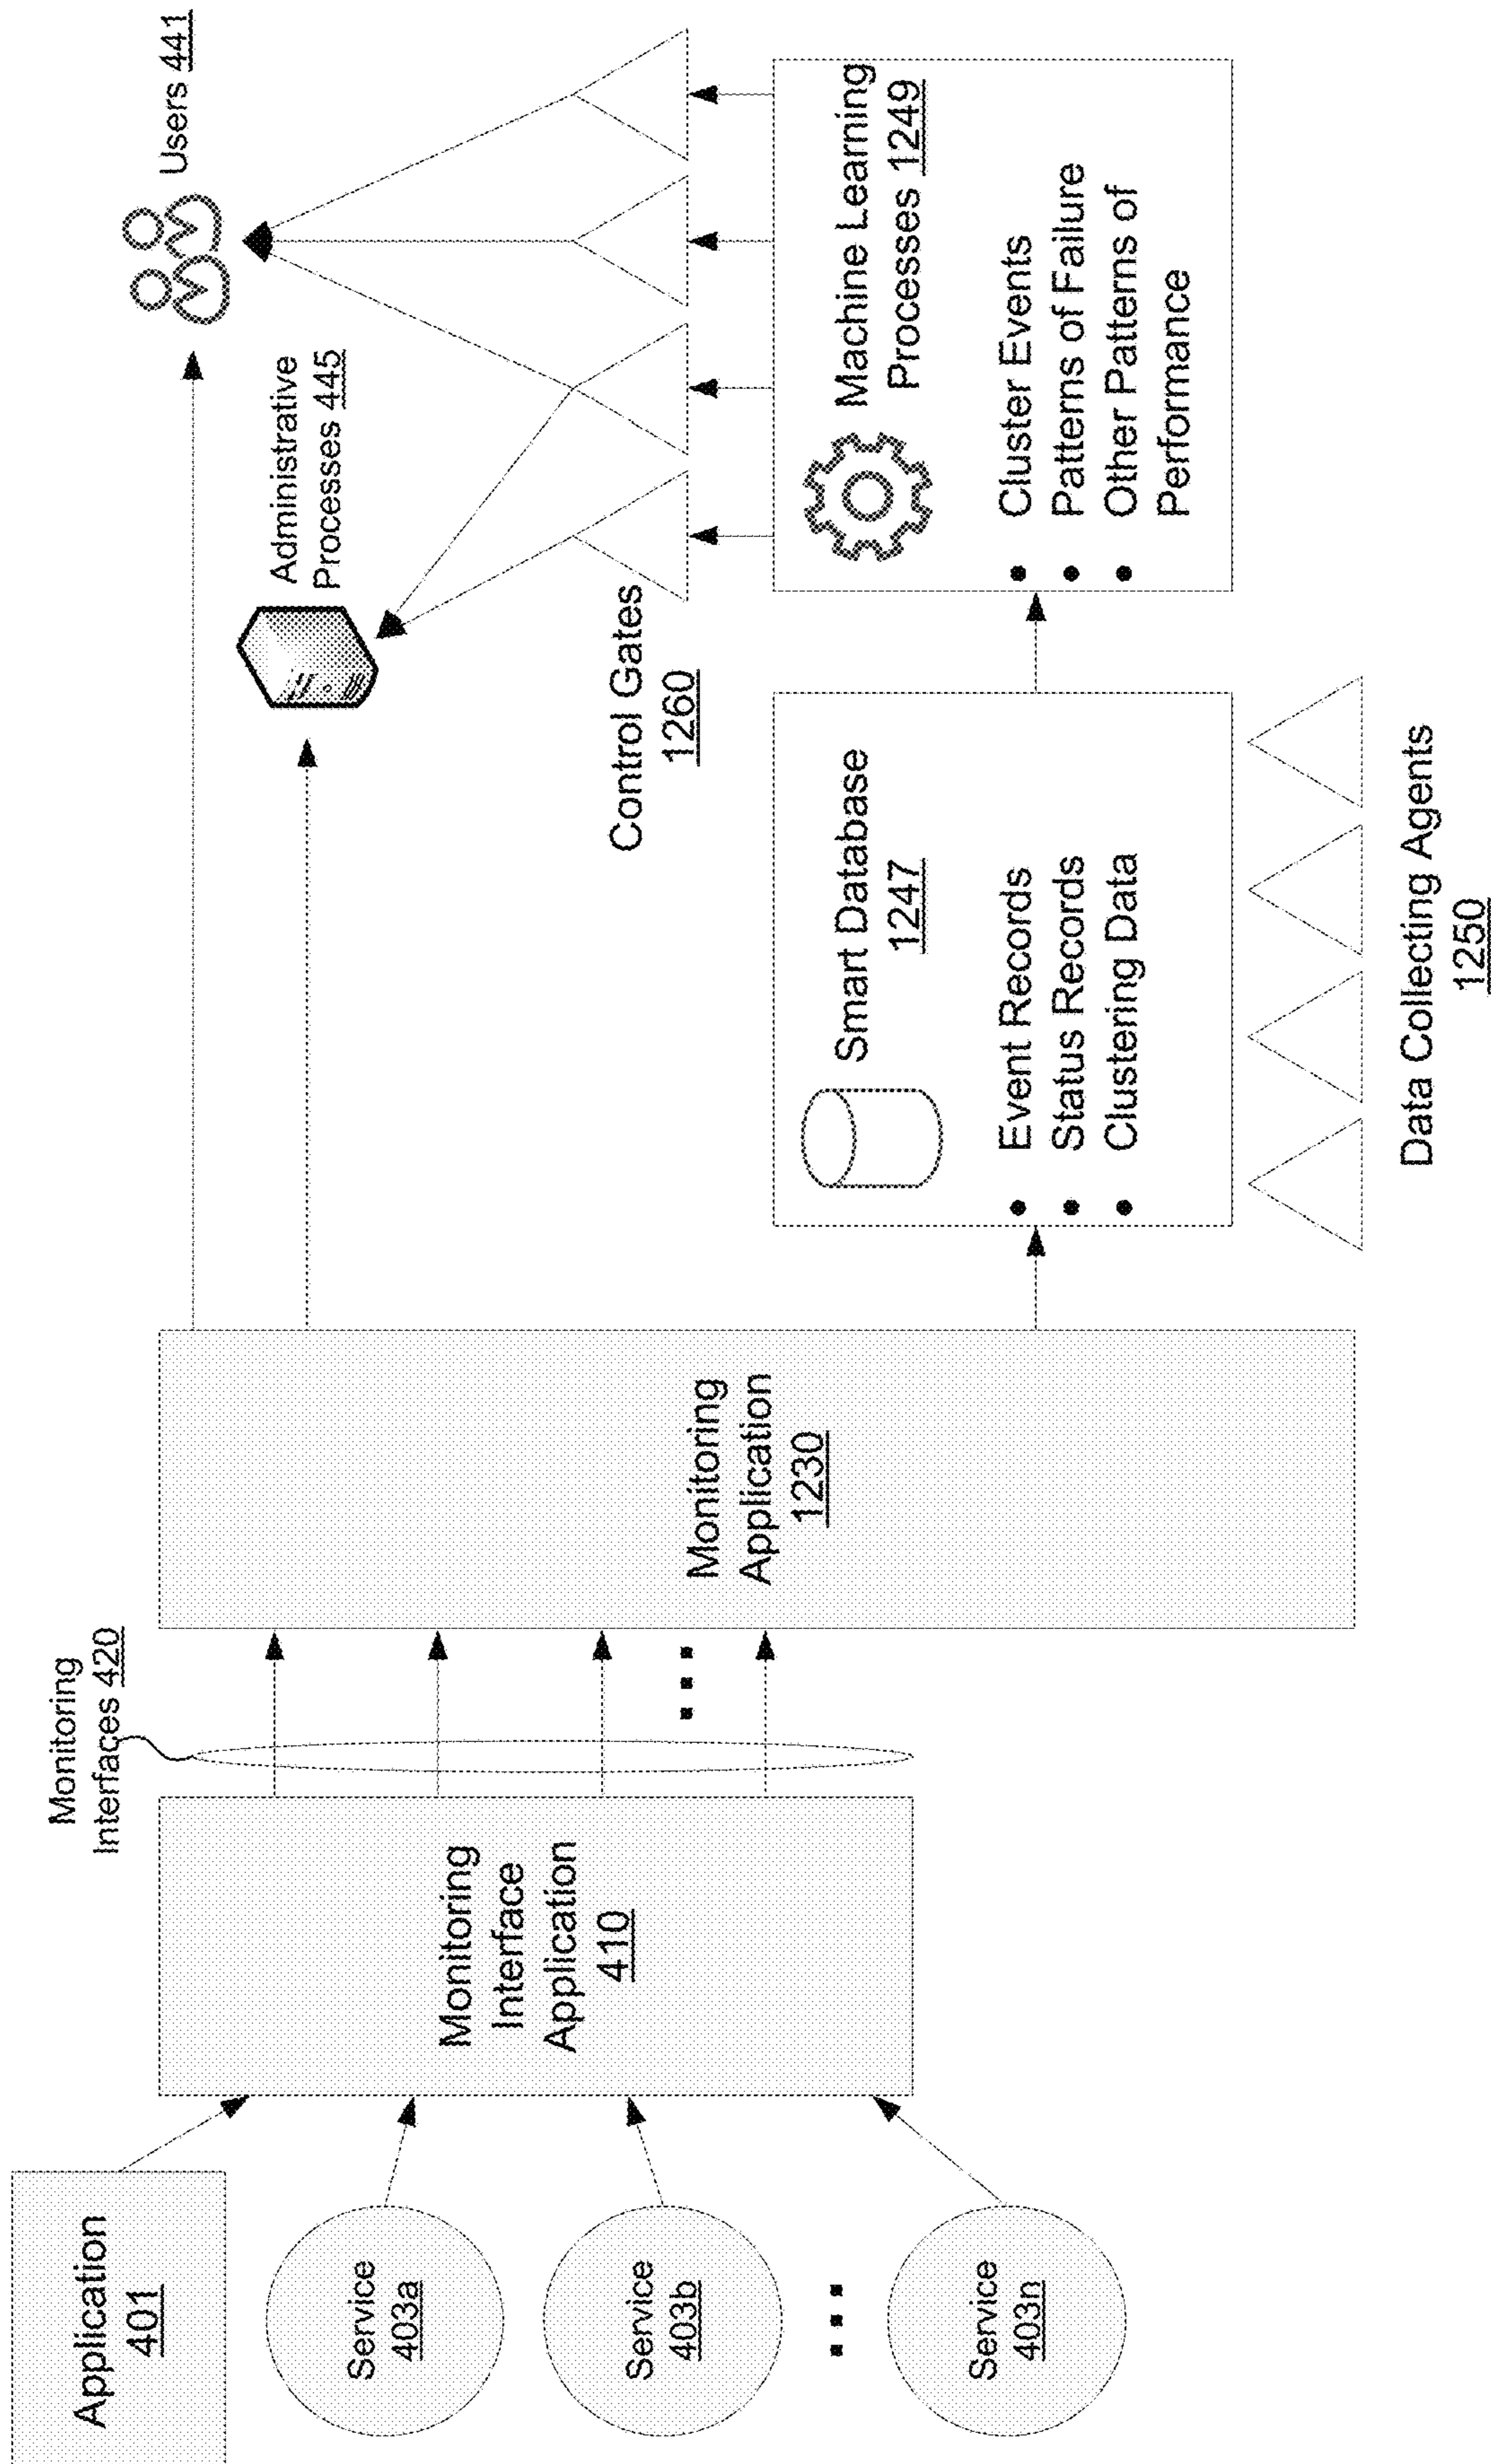 Application
401
Service
403a
Service
403b
Service
403n
Monitoring
Interface
Application
410
Monitoring
Interfaces 420
Monitoring
Application
1230
Users 441
Administrative
Processes 445
Control Gates
1260
Smart Database
1247
• Event Records
• Status Records
• Clustering Data
Data Collecting Agents
1250
Machine Learning
Processes 1249
• Cluster Events
• Patterns of Failure
• Other Patterns of
Performance